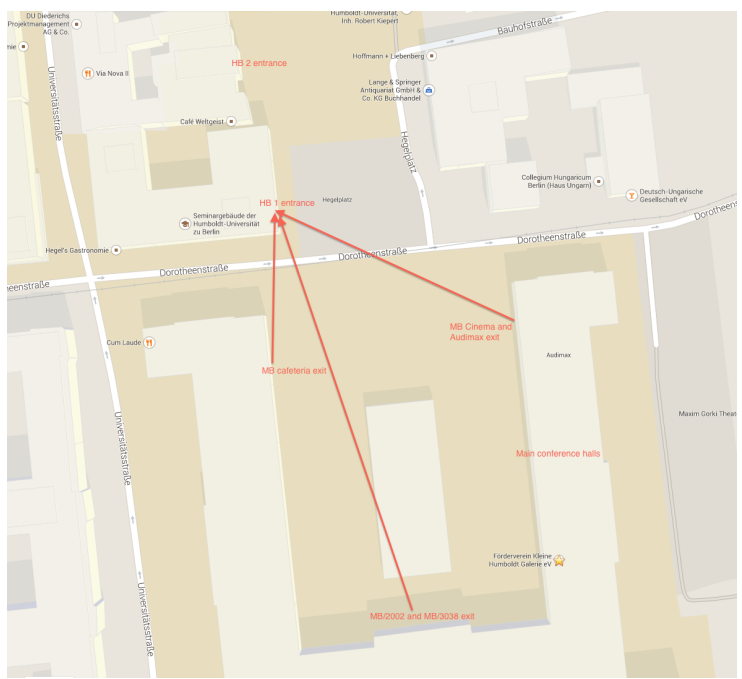 DU Diederichs
Projektmanagement
AG & Co.
Humboldt-Universität,
Inh. Robert Kiepert
Bauhofstraße
Hoffmann + Liebenberg
HB 2 entrance
Via Nova II
Universitätsstraße
Lange & Springer
Antiquariat GmbH &
Co. KG Buchhandel
Café Weltgeist
Hegelplatz
Collegium Hungaricum
Berlin (Haus Ungarn)
Deutsch-Ungarische
Gesellschaft eV
HB 1 entrance
Hegelplatz
Seminargebäude der
Humboldt-Universität
zu Berlin
Hegel's Gastronomie
Dorotheenstraße
Dorotheenstraße
Dorotheenstraße
Dorotheens
eenstraße
MB Cinema and
Audimax exit
Cum Laude
Audimax
MB cafeteria exit
Maxim Gorki Theat
Universitätsstraße
Main conference halls
Förderverein Kleine
Humboldt Galerie eV
Universitätsstraße
MB/2002 and MB/3038 exit